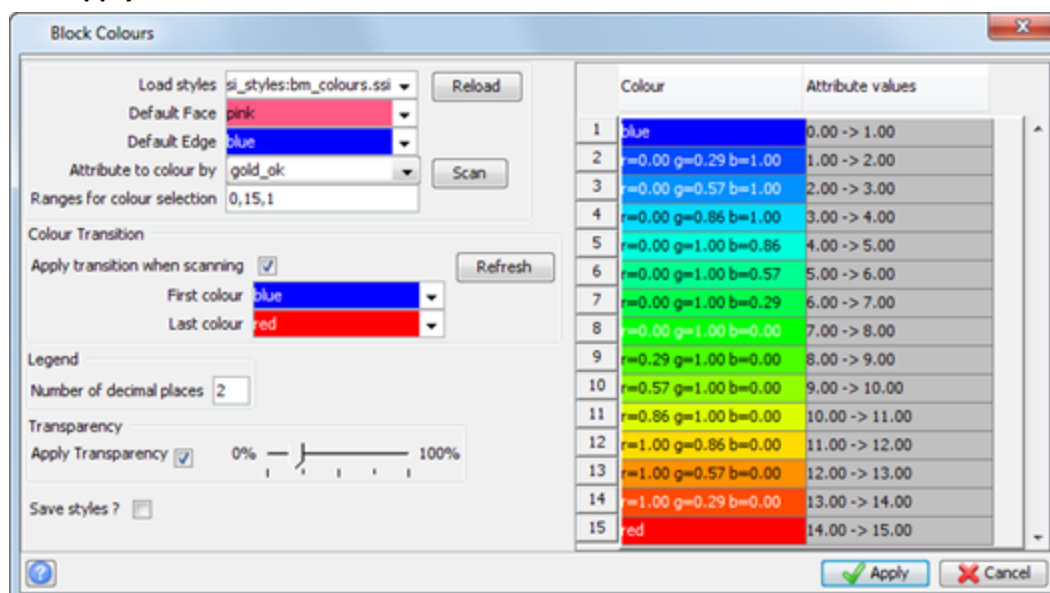 Block Colours
Load styles si_styles:bm_colours.ssi Reload
Default Face pink
Default Edge blue
Attribute to colour by gold_ok Scan
Ranges for colour selection 0,15,1
Colour Transition
Apply transition when scanning Refresh
First colour blue
Last colour red
Legend
Number of decimal places 2
Transparency
Apply Transparency 0% 100%
Save styles ?
Colour Attribute values
1 blue 0.00 -> 1.00
2 r=0.00 g=0.29 b=1.00 1.00 -> 2.00
3 r=0.00 g=0.57 b=1.00 2.00 -> 3.00
4 r=0.00 g=0.86 b=1.00 3.00 -> 4.00
5 r=0.00 g=1.00 b=0.86 4.00 -> 5.00
6 r=0.00 g=1.00 b=0.57 5.00 -> 6.00
7 r=0.00 g=1.00 b=0.29 6.00 -> 7.00
8 r=0.00 g=1.00 b=0.00 7.00 -> 8.00
9 r=0.29 g=1.00 b=0.00 8.00 -> 9.00
10 r=0.57 g=1.00 b=0.00 9.00 -> 10.00
11 r=0.86 g=1.00 b=0.00 10.00 -> 11.00
12 r=1.00 g=0.86 b=0.00 11.00 -> 12.00
13 r=1.00 g=0.57 b=0.00 12.00 -> 13.00
14 r=1.00 g=0.29 b=0.00 13.00 -> 14.00
15 red 14.00 -> 15.00
Apply Cancel